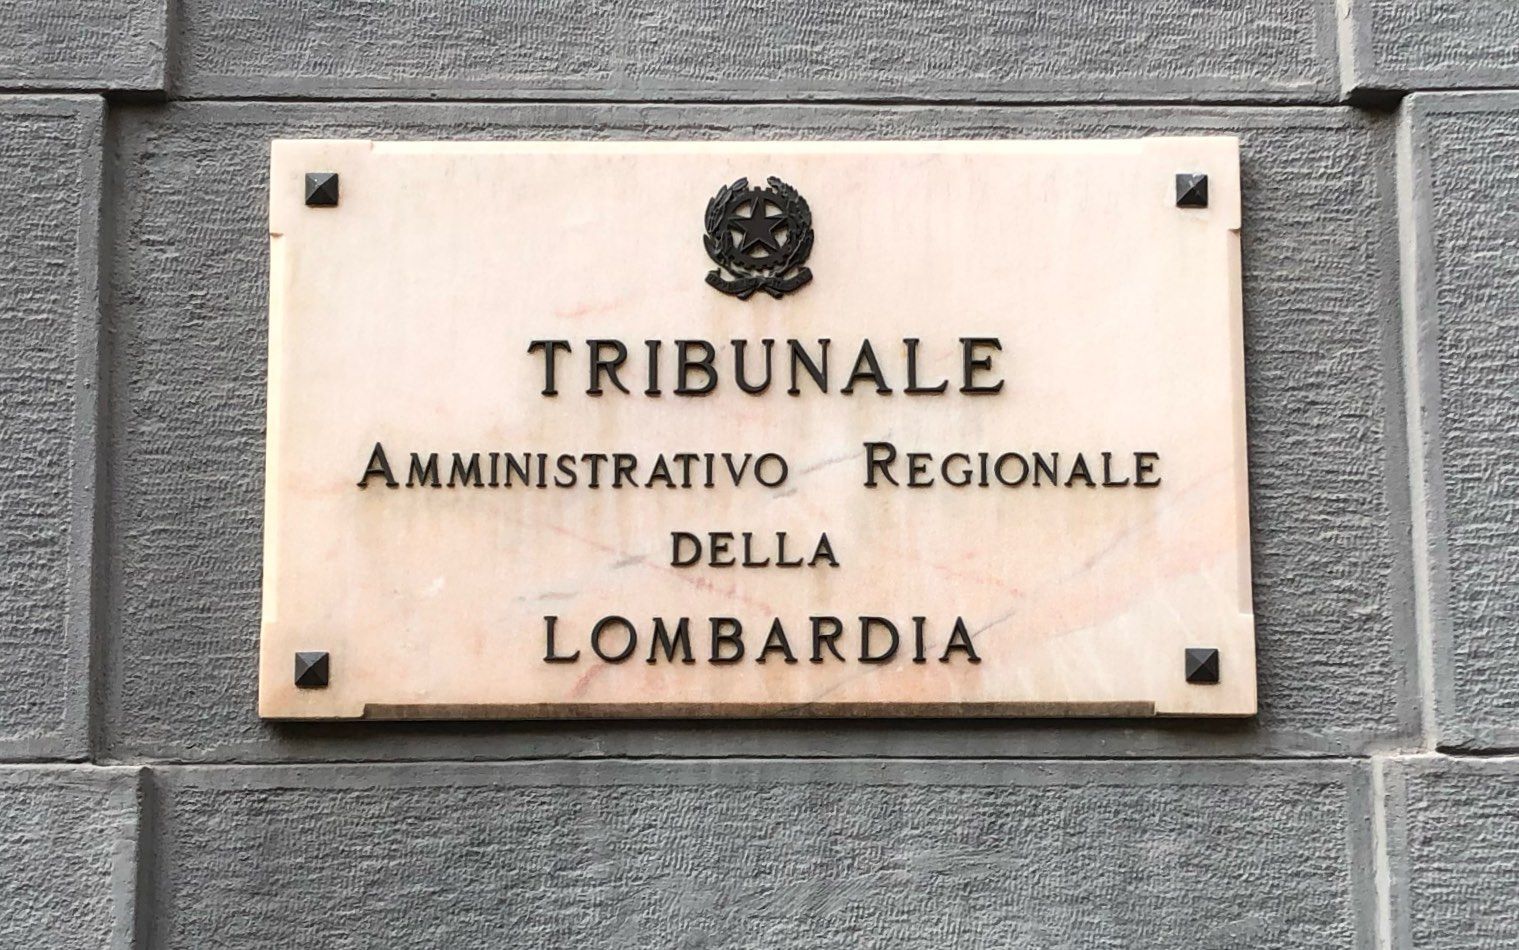 TRIBUNALE
AMMINISTRATIVO REGIONALE
DELLA
LOMBARDIA